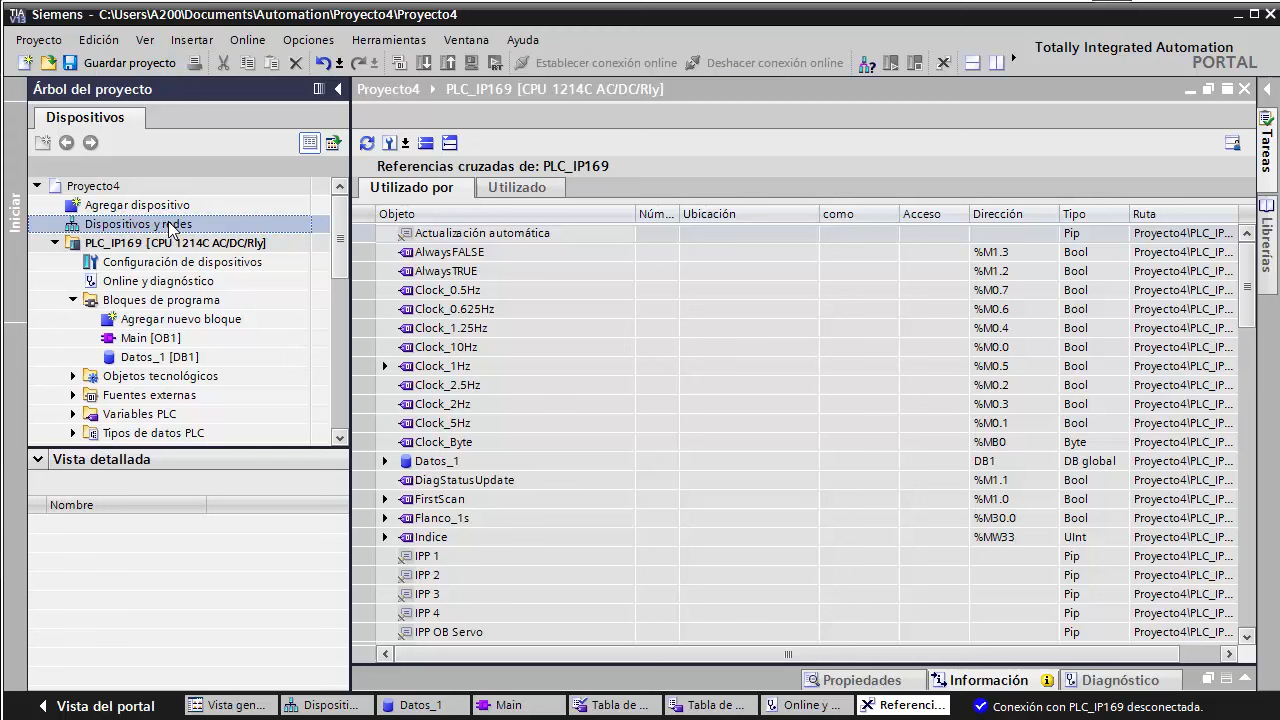 TIA V13 Siemens - C:\Users\A200\Documents\Automation\Proyecto4\Proyecto4
Proyecto Edición Ver Insertar Online Opciones Herramientas Ventana Ayuda
Totally Integrated Automation
PORTAL
Guardar proyecto Establecer conexión online Deshacer conexión online
Árbol del proyecto
Proyecto4 PLC_IP169 [CPU 1214C AC/DC/Rly]
Dispositivos
Iniciar
Tareas
Librerías
Referencias cruzadas de: PLC_IP169
Utilizado por Utilizado
Proyecto4
Agregar dispositivo
Dispositivos y redes
PLC_IP169 [CPU 1214C AC/DC/Rly]
Configuración de dispositivos
Online y diagnóstico
Bloques de programa
Agregar nuevo bloque
Main [OB1]
Datos_1 [DB1]
Objetos tecnológicos
Fuentes externas
Variables PLC
Tipos de datos PLC
Vista detallada
Nombre
Objeto Núm... Ubicación como Acceso Dirección Tipo Ruta
Actualización automática Pip Proyecto4\PLC_IP...
AlwaysFALSE %M1.3 Bool Proyecto4\PLC_IP...
AlwaysTRUE %M1.2 Bool Proyecto4\PLC_IP...
Clock_0.5Hz %M0.7 Bool Proyecto4\PLC_IP...
Clock_0.625Hz %M0.6 Bool Proyecto4\PLC_IP...
Clock_1.25Hz %M0.4 Bool Proyecto4\PLC_IP...
Clock_10Hz %M0.0 Bool Proyecto4\PLC_IP...
Clock_1Hz %M0.5 Bool Proyecto4\PLC_IP...
Clock_2.5Hz %M0.2 Bool Proyecto4\PLC_IP...
Clock_2Hz %M0.3 Bool Proyecto4\PLC_IP...
Clock_5Hz %M0.1 Bool Proyecto4\PLC_IP...
Clock_Byte %MB0 Byte Proyecto4\PLC_IP...
Datos_1 DB1 DB global Proyecto4\PLC_IP...
DiagStatusUpdate %M1.1 Bool Proyecto4\PLC_IP...
FirstScan %M1.0 Bool Proyecto4\PLC_IP...
Flanco_1s %M30.0 Bool Proyecto4\PLC_IP...
Indice %MW33 UInt Proyecto4\PLC_IP...
IPP 1 Pip Proyecto4\PLC_IP...
IPP 2 Pip Proyecto4\PLC_IP...
IPP 3 Pip Proyecto4\PLC_IP...
IPP 4 Pip Proyecto4\PLC_IP...
IPP OB Servo Pip Proyecto4\PLC_IP...
Propiedades Información Diagnóstico
Vista del portal Vista gen... Dispositi... Datos_1 Main Tabla de ... Tabla de ... Online y ... Referenci... Conexión con PLC_IP169 desconectada.